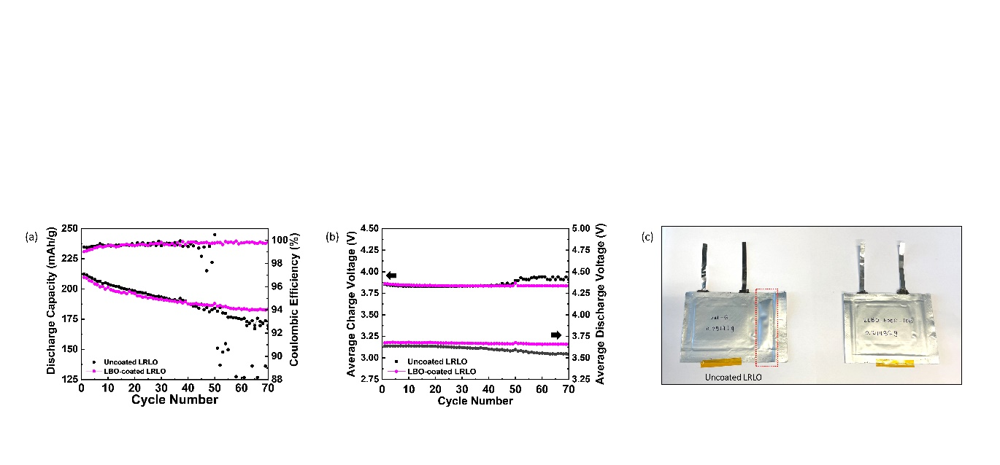 (a)
Discharge Capacity (mAh/g)
250
225
200
175
150
125
100
98
96
94
92
90
88
Coulombic Efficiency (%)
0 10 20 30 40 50 60 70
Cycle Number
Uncoated LRLO
LBO-coated LRLO
(b)
Average Charge Voltage (V)
4.50
4.25
4.00
3.75
3.50
3.25
3.00
2.75
5.00
4.75
4.50
4.25
4.00
3.75
3.50
3.25
Average Discharge Voltage (V)
0 10 20 30 40 50 60 70
Cycle Number
Uncoated LRLO
LBO-coated LRLO
(c)
Uncoated LRLO